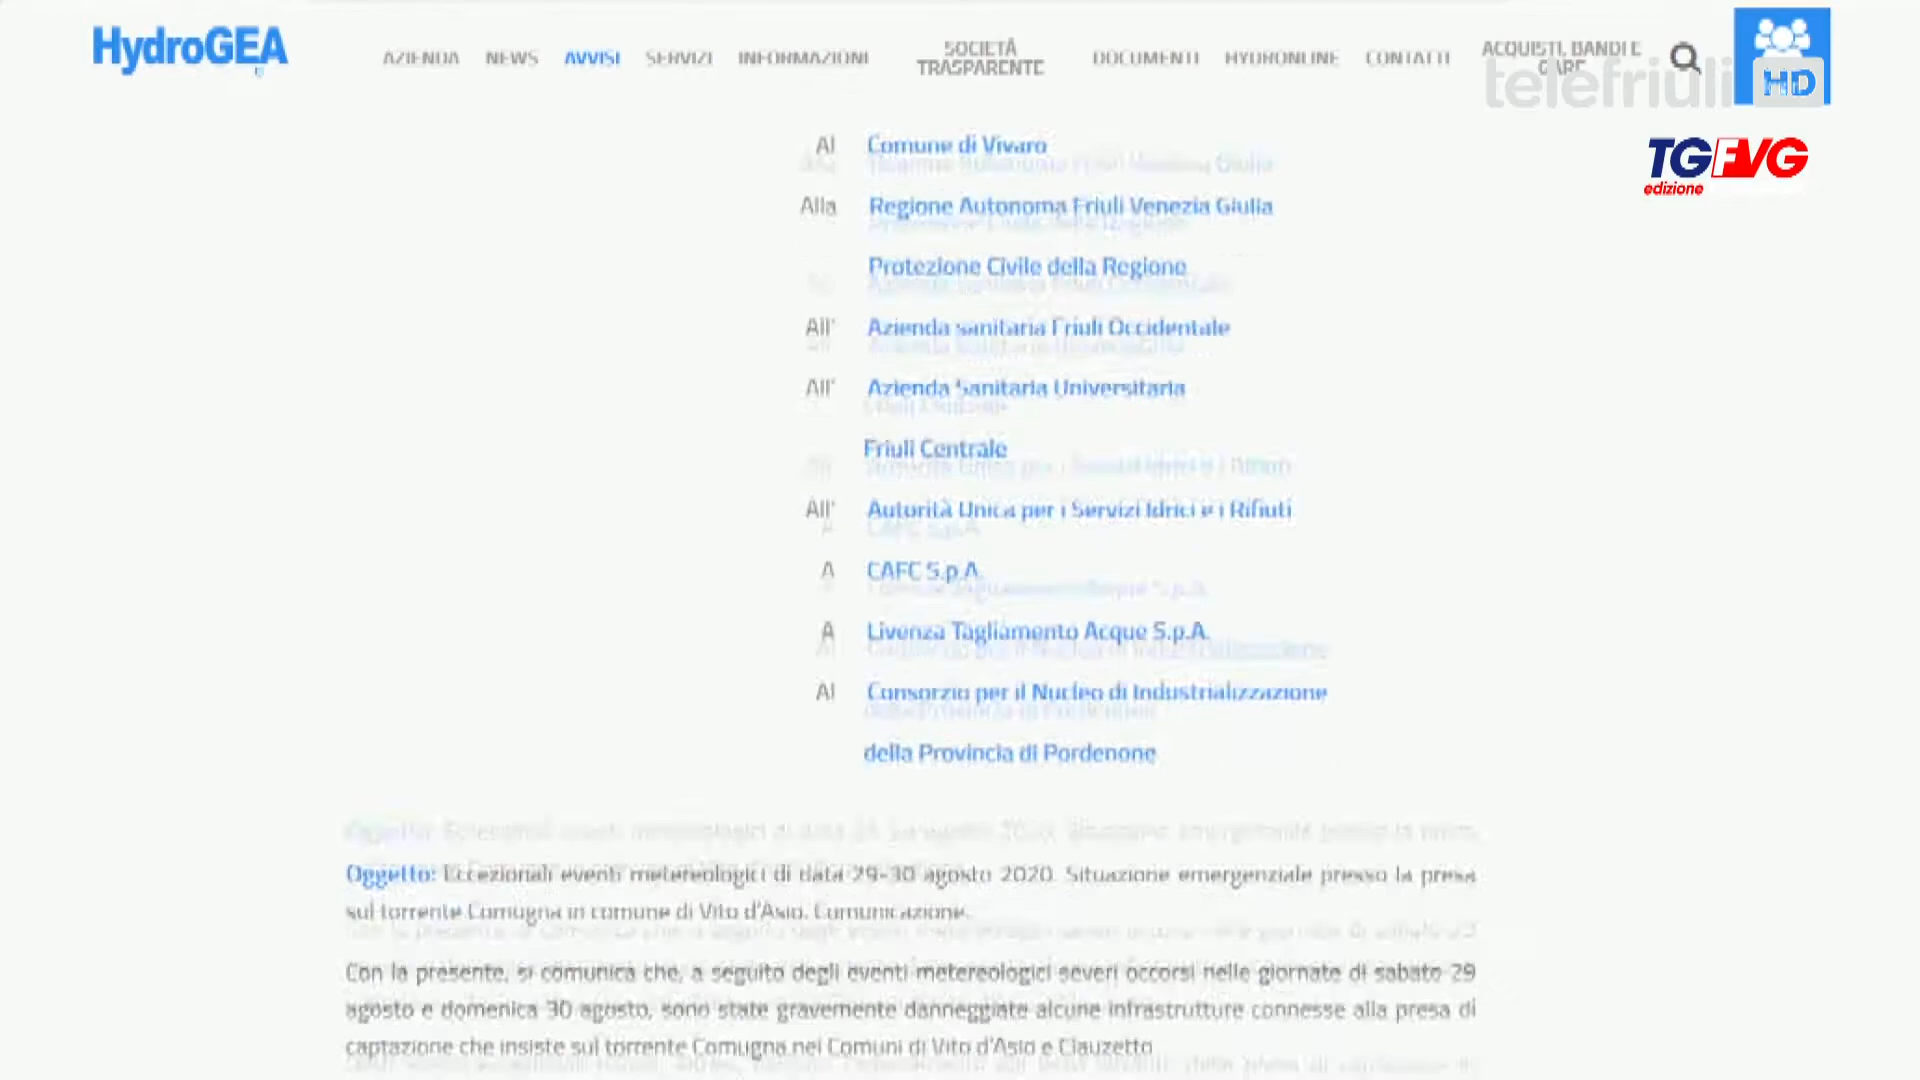 HydroGEA
AZIENDA NEWS AVVISI SERVIZI INFORMAZIONI SOCIETÀ TRASPARENTE DOCUMENTI HYDRONLINE CONTATTI ACQUISTI, BANDI E GARE
telefriuli HD
TGFVG
edizione
Al Comune di Vivaro
Alla Regione Autonoma Friuli Venezia Giulia
Protezione Civile della Regione
All' Azienda sanitaria Friuli Occidentale
All' Azienda Sanitaria Universitaria
Friuli Centrale
All' Autorità Unica per i Servizi Idrici e i Rifiuti
A CAFC S.p.A.
A Livenza Tagliamento Acque S.p.A.
Al Consorzio per il Nucleo di Industrializzazione
della Provincia di Pordenone
Oggetto: Eccezionali eventi metereologici di data 29-30 agosto 2020. Situazione emergenziale presso la presa
sul torrente Comugna in comune di Vito d'Asio. Comunicazione.
Con la presente, si comunica che, a seguito degli eventi metereologici severi occorsi nelle giornate di sabato 29
agosto e domenica 30 agosto, sono state gravemente danneggiate alcune infrastrutture connesse alla presa di
captazione che insiste sul torrente Comugna nei Comuni di Vito d'Asio e Clauzetto